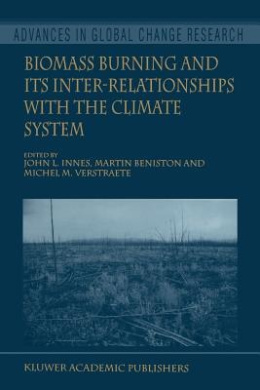 ADVANCES IN GLOBAL CHANGE RESEARCH
BIOMASS BURNING AND
ITS INTER-RELATIONSHIPS
WITH THE CLIMATE
SYSTEM
EDITED BY
JOHN L. INNES, MARTIN BENISTON AND
MICHEL M. VERSTRAETE
KLUWER ACADEMIC PUBLISHERS